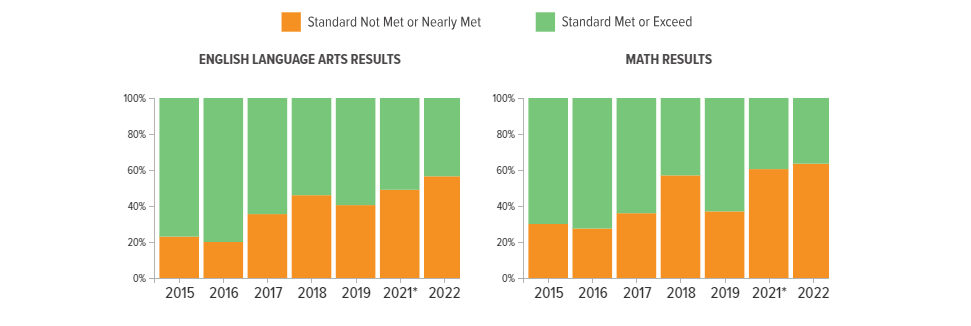 Standard Not Met or Nearly Met
Standard Met or Exceed
ENGLISH LANGUAGE ARTS RESULTS
100%
80%
60%
40%
20%
0%
2015 2016 2017 2018 2019 2021* 2022
MATH RESULTS
100%
80%
60%
40%
20%
0%
2015 2016 2017 2018 2019 2021* 2022